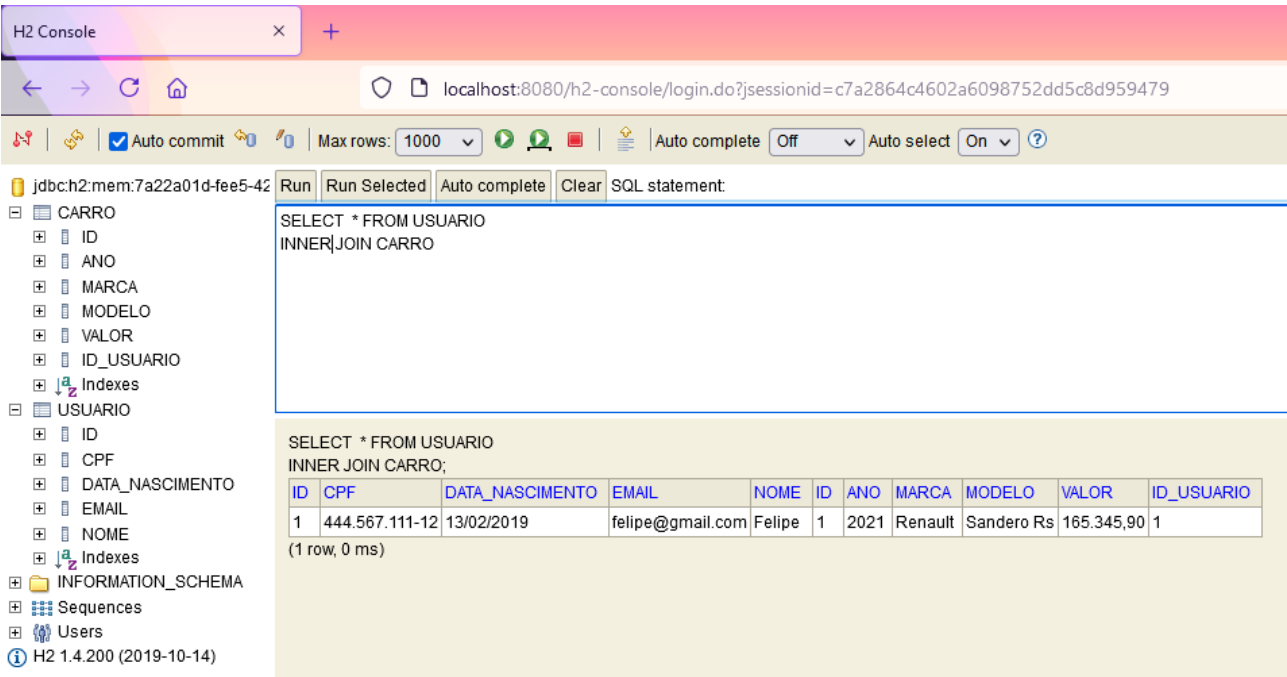 H2 Console
localhost:8080/h2-console/login.do?jsessionid=c7a2864c4602a6098752dd5c8d959479
Auto commit Max rows: 1000 Auto complete Off Auto select On
jdbc:h2:mem:7a22a01d-fee5-42 Run Run Selected Auto complete Clear SQL statement:
CARRO
ID
ANO
MARCA
MODELO
VALOR
ID_USUARIO
Indexes
USUARIO
ID
CPF
DATA_NASCIMENTO
EMAIL
NOME
Indexes
INFORMATION_SCHEMA
Sequences
Users
H2 1.4.200 (2019-10-14)
SELECT * FROM USUARIO
INNER JOIN CARRO
SELECT * FROM USUARIO
INNER JOIN CARRO;
ID CPF DATA_NASCIMENTO EMAIL NOME ID ANO MARCA MODELO VALOR ID_USUARIO
1 444.567.111-12 13/02/2019 felipe@gmail.com Felipe 1 2021 Renault Sandero Rs 165.345,90 1
(1 row, 0 ms)